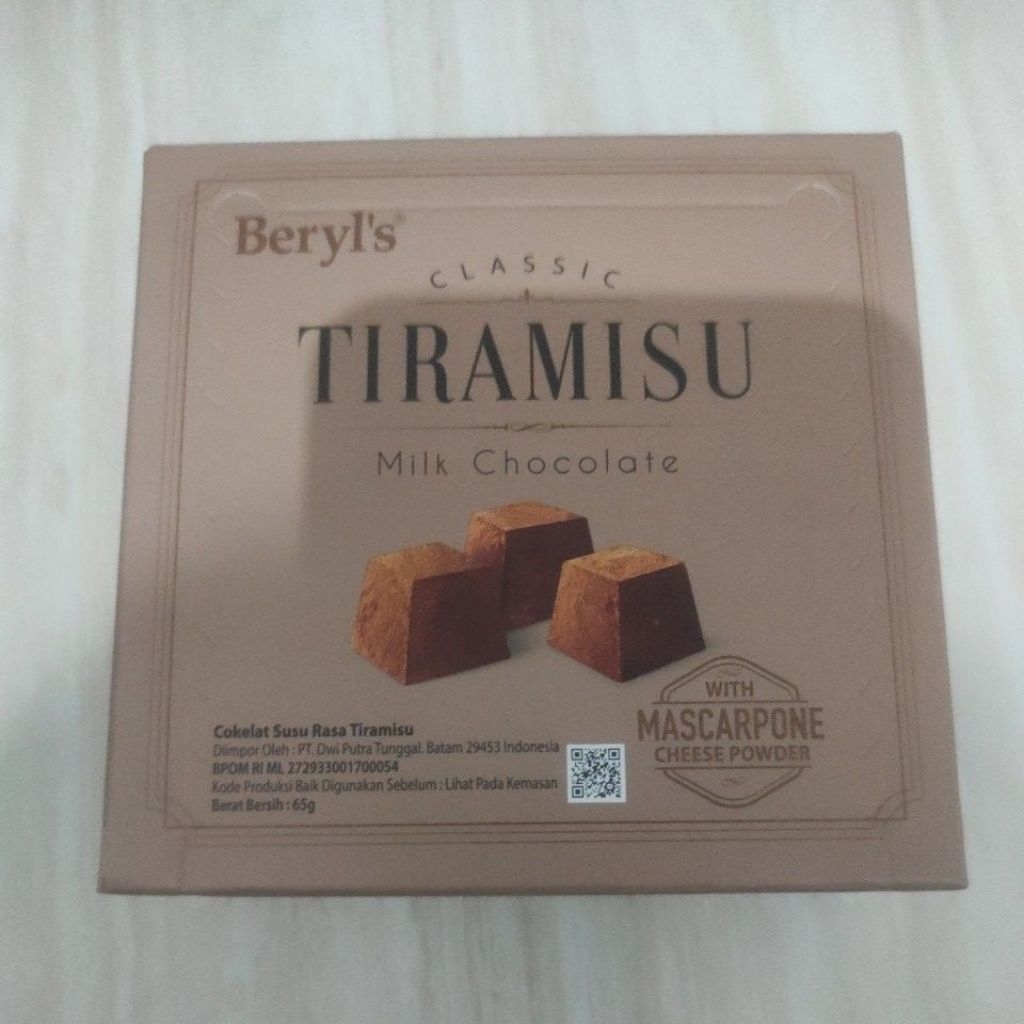 Beryl's®
CLASSIC
TIRAMISU
Milk Chocolate
WITH
MASCARPONE
CHEESE POWDER
Cokelat Susu Rasa Tiramisu
Diimpor Oleh : PT. Dwi Putra Tunggal. Batam 29453 Indonesia
BPOM RI ML 272933001700054
Kode Produksi Baik Digunakan Sebelum : Lihat Pada Kemasan
Berat Bersih : 65g